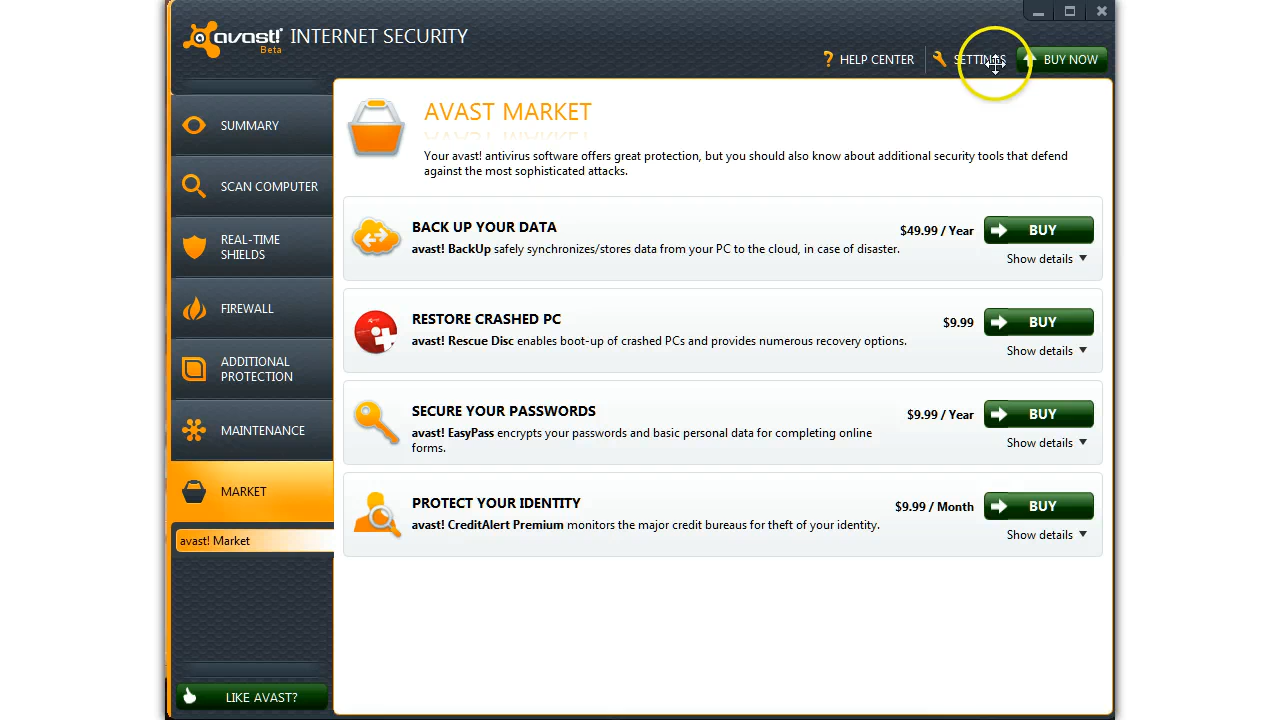 avast! INTERNET SECURITY
Beta
HELP CENTER
SETTINGS
BUY NOW
SUMMARY
SCAN COMPUTER
REAL-TIME
SHIELDS
FIREWALL
ADDITIONAL
PROTECTION
MAINTENANCE
MARKET
avast! Market
LIKE AVAST?
AVAST MARKET
Your avast! antivirus software offers great protection, but you should also know about additional security tools that defend
against the most sophisticated attacks.
BACK UP YOUR DATA
avast! BackUp safely synchronizes/stores data from your PC to the cloud, in case of disaster.
$49.99 / Year
BUY
Show details
RESTORE CRASHED PC
avast! Rescue Disc enables boot-up of crashed PCs and provides numerous recovery options.
$9.99
BUY
Show details
SECURE YOUR PASSWORDS
avast! EasyPass encrypts your passwords and basic personal data for completing online
forms.
$9.99 / Year
BUY
Show details
PROTECT YOUR IDENTITY
avast! CreditAlert Premium monitors the major credit bureaus for theft of your identity.
$9.99 / Month
BUY
Show details